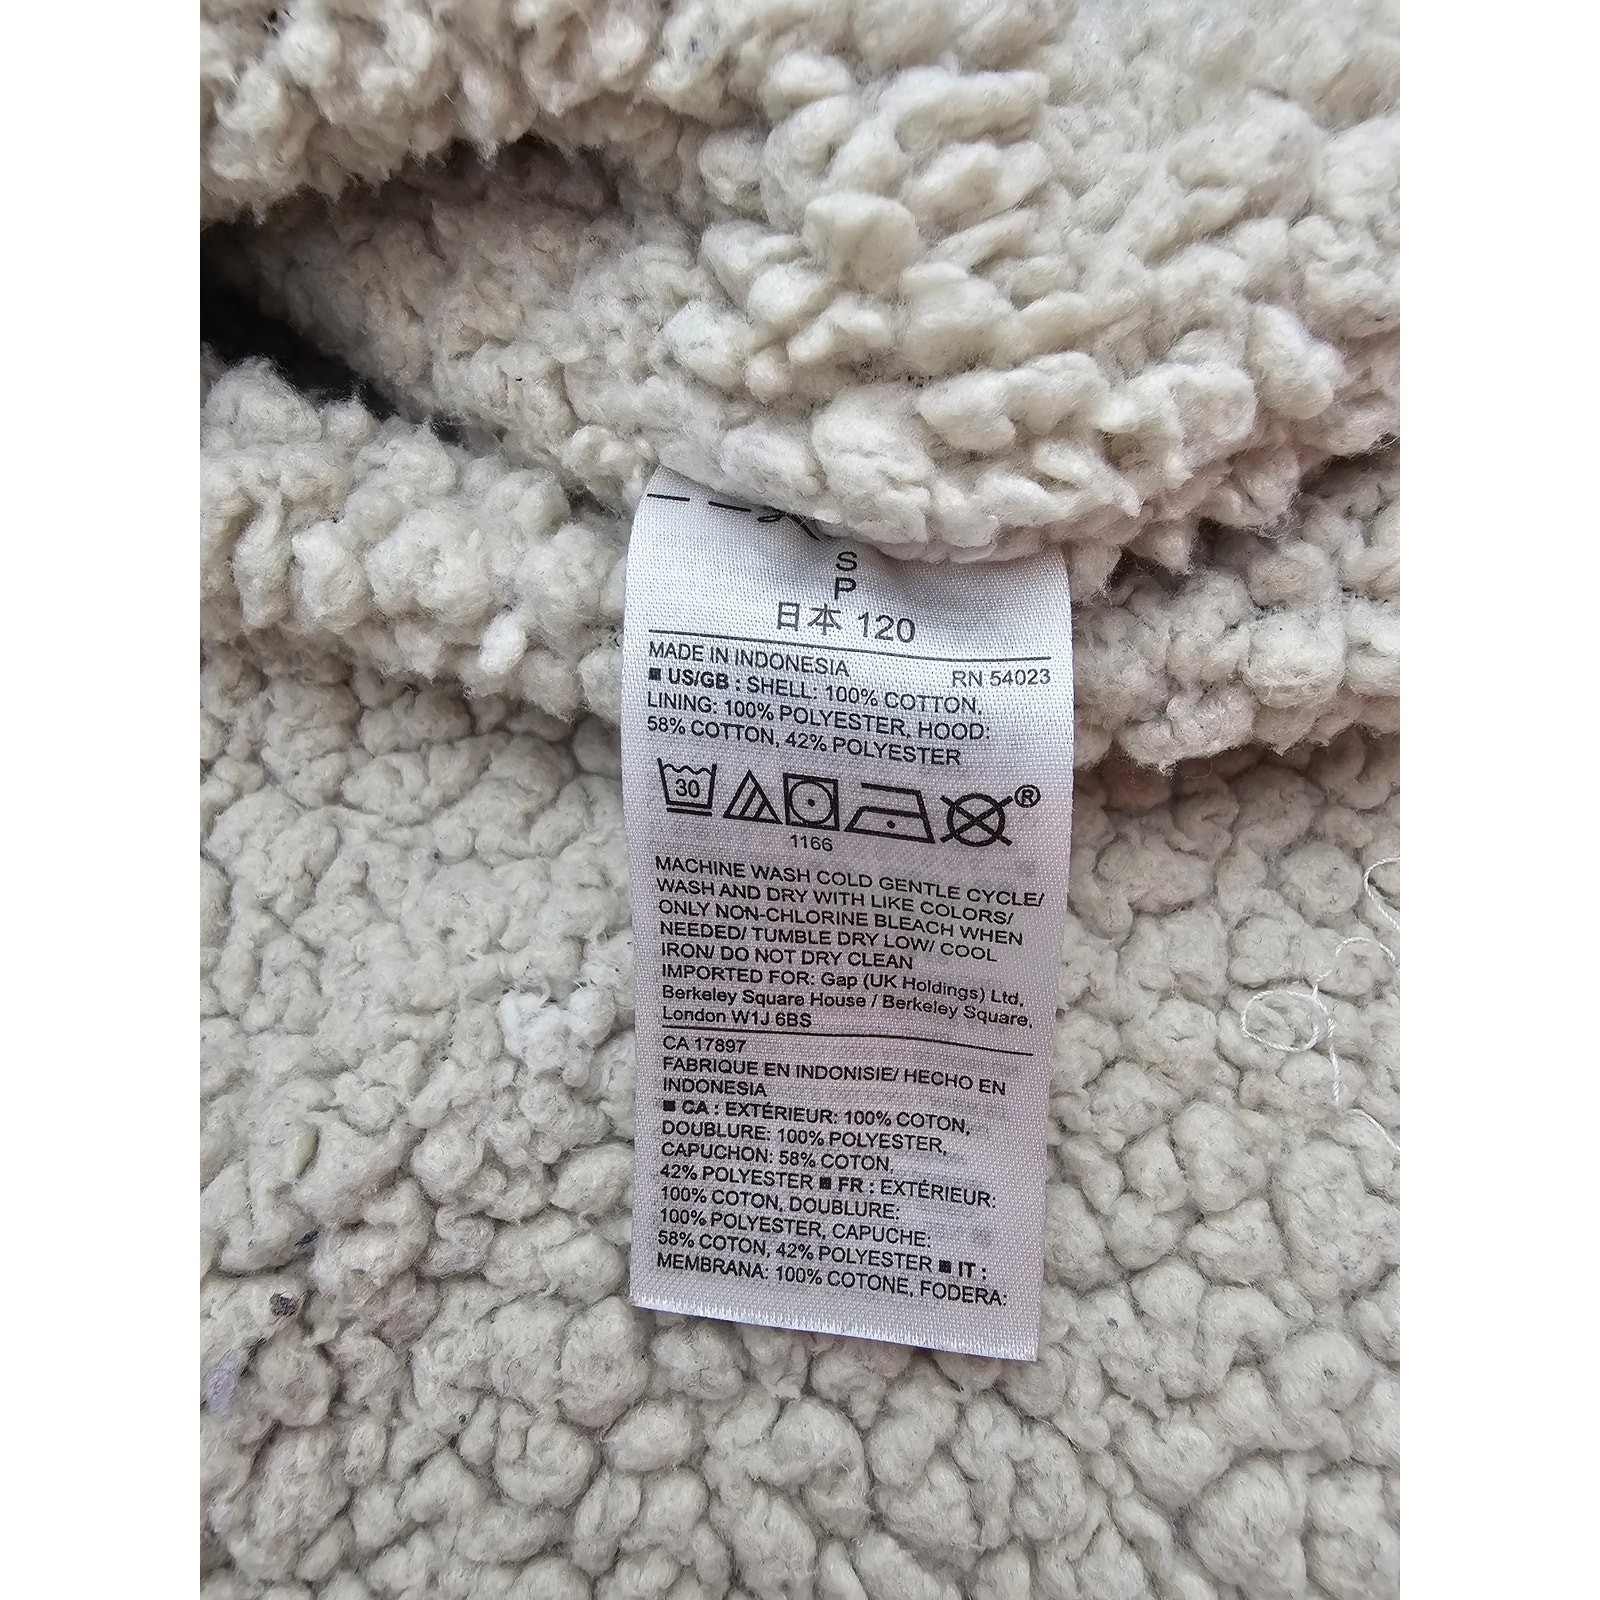 S
P
日本 120
MADE IN INDONESIA RN 54023
■ US/GB : SHELL: 100% COTTON,
LINING: 100% POLYESTER, HOOD:
58% COTTON, 42% POLYESTER
30 ®
1166
MACHINE WASH COLD GENTLE CYCLE/
WASH AND DRY WITH LIKE COLORS/
ONLY NON-CHLORINE BLEACH WHEN
NEEDED/ TUMBLE DRY LOW/ COOL
IRON/ DO NOT DRY CLEAN
IMPORTED FOR: Gap (UK Holdings) Ltd,
Berkeley Square House / Berkeley Square,
London W1J 6BS
CA 17897
FABRIQUE EN INDONISIE/ HECHO EN
INDONESIA
■ CA : EXTÉRIEUR: 100% COTON,
DOUBLURE: 100% POLYESTER,
CAPUCHON: 58% COTON,
42% POLYESTER ■ FR : EXTÉRIEUR:
100% COTON, DOUBLURE:
100% POLYESTER, CAPUCHE:
58% COTON, 42% POLYESTER ■ IT :
MEMBRANA: 100% COTONE, FODERA: